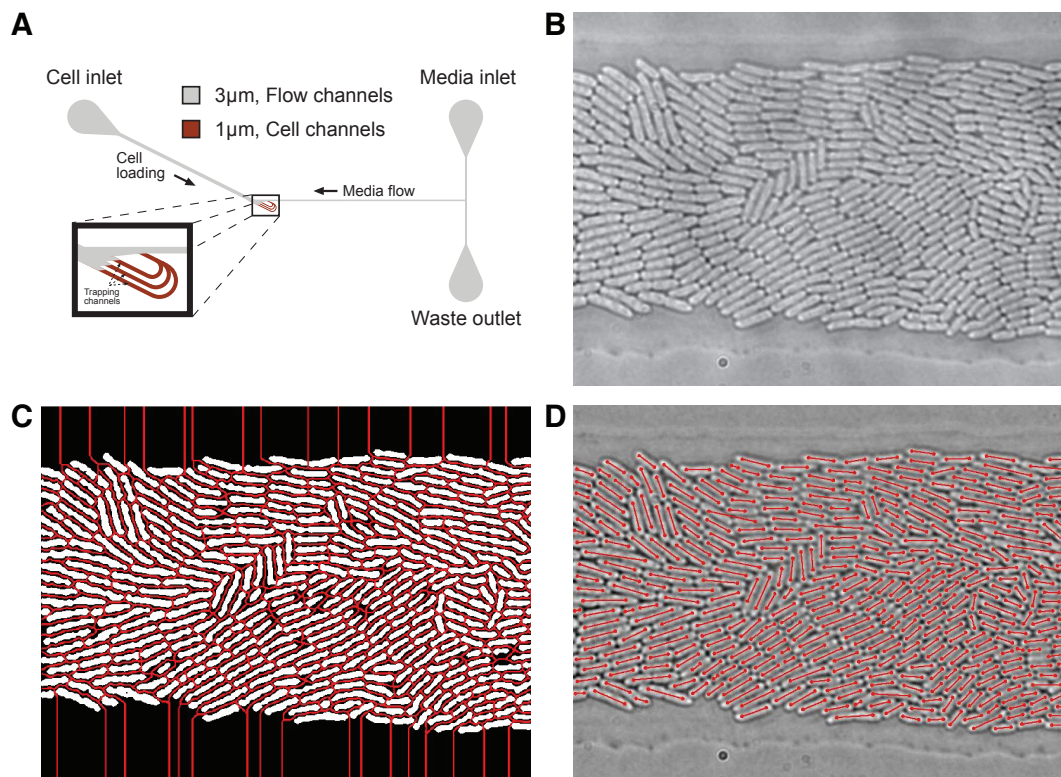 A
Cell inlet
Media inlet
3µm, Flow channels
1µm, Cell channels
Cell
loading
Media flow
Trapping
channels
Waste outlet
B
C
D